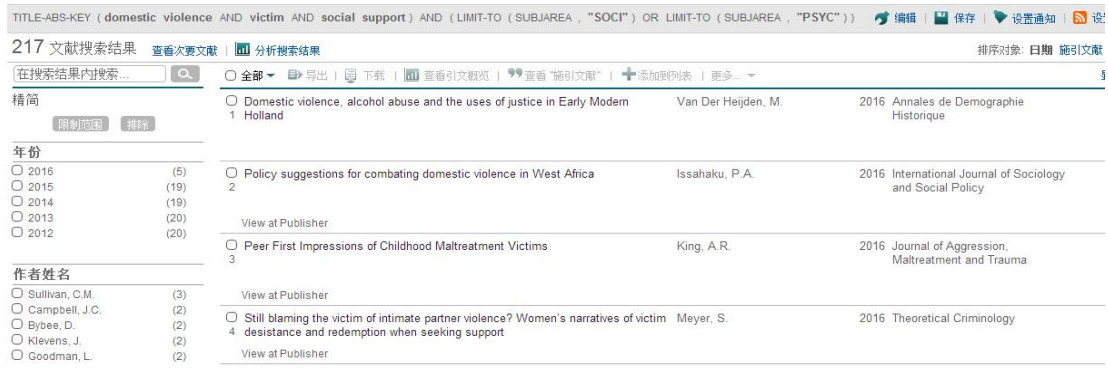 TITLE-ABS-KEY ( domestic violence AND victim AND social support ) AND ( LIMIT-TO ( SUBJAREA , "SOCI" ) OR LIMIT-TO ( SUBJAREA , "PSYC" ) ) 编辑 | 保存 | 设置通知 |
217 文献搜索结果 查看次要文献 | 分析搜索结果 排序对象: 日期 施引文献
在搜索结果内搜索... 全部 导出 | 下载 | 查看引文概览 | 查看 "施引文献" | 添加到列表 | 更多...
精简
限制范围 排除
年份
2016 (5)
2015 (19)
2014 (19)
2013 (20)
2012 (20)
作者姓名
Sullivan, C.M. (3)
Campbell, J.C. (2)
Bybee, D. (2)
Klevens, J. (2)
Goodman, L. (2)
Domestic violence, alcohol abuse and the uses of justice in Early Modern Van Der Heijden, M. 2016 Annales de Demographie
1 Holland Historique
Policy suggestions for combating domestic violence in West Africa Issahaku, P.A. 2016 International Journal of Sociology
2 and Social Policy
View at Publisher
Peer First Impressions of Childhood Maltreatment Victims King, A.R. 2016 Journal of Aggression,
3 Maltreatment and Trauma
View at Publisher
Still blaming the victim of intimate partner violence? Women's narratives of victim Meyer, S. 2016 Theoretical Criminology
4 desistance and redemption when seeking support
View at Publisher